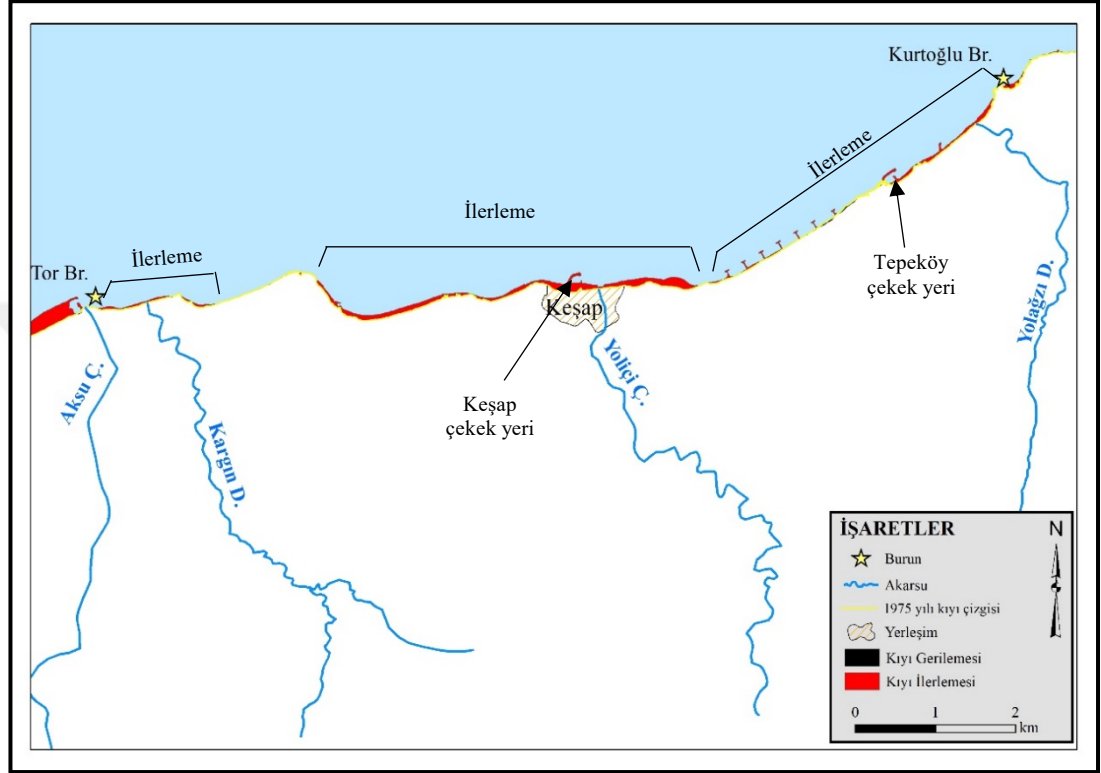 Kurtoğlu Br.
İlerleme
İlerleme
Tor Br.
İlerleme
Tepeköy
çekek yeri
Keşap
Yolağzı D.
Aksu Ç.
Yoliçi Ç.
Keşap
çekek yeri
Kargın D.
İŞARETLER
N
Burun
Akarsu
1975 yılı kıyı çizgisi
Yerleşim
Kıyı Gerilemesi
Kıyı İlerlemesi
0 1 2
km